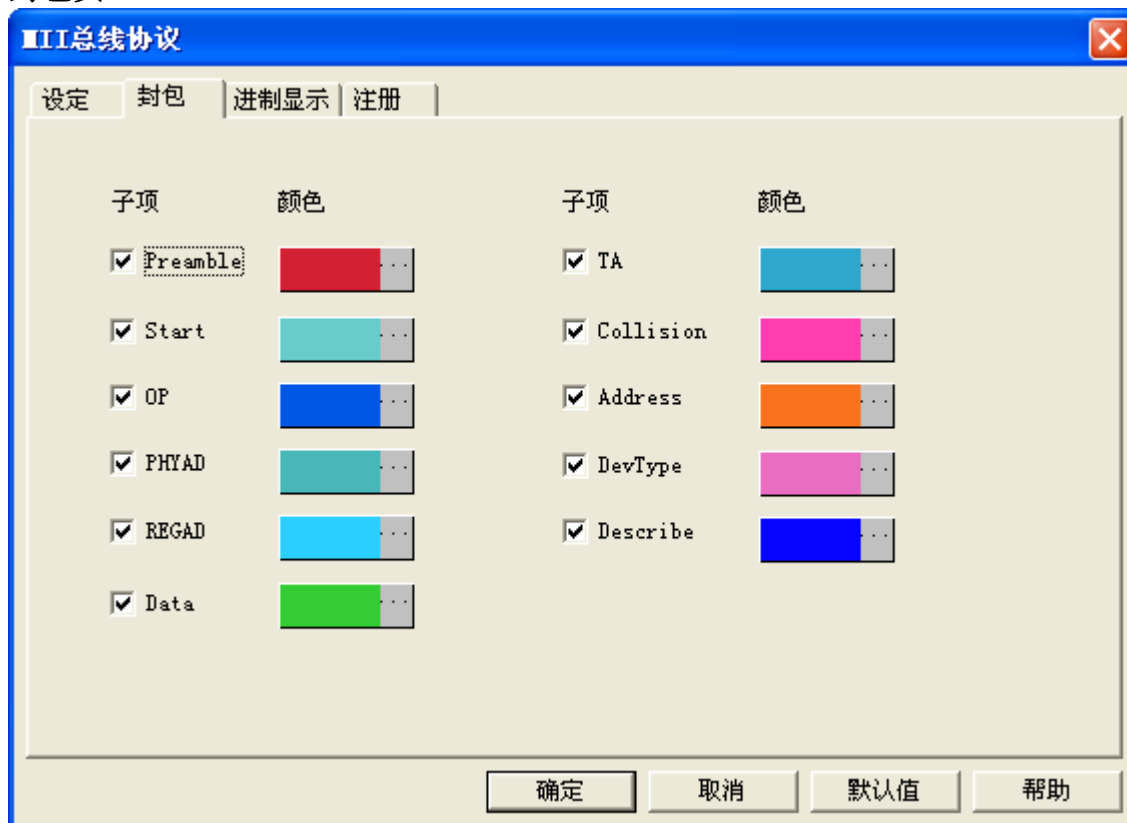 MII总线协议
设定 封包 进制显示 注册
子项 颜色 子项 颜色
Preamble ... TA ...
Start ... Collision ...
OP ... Address ...
PHYAD ... DevType ...
REGAD ... Describe ...
Data ...
确定 取消 默认值 帮助